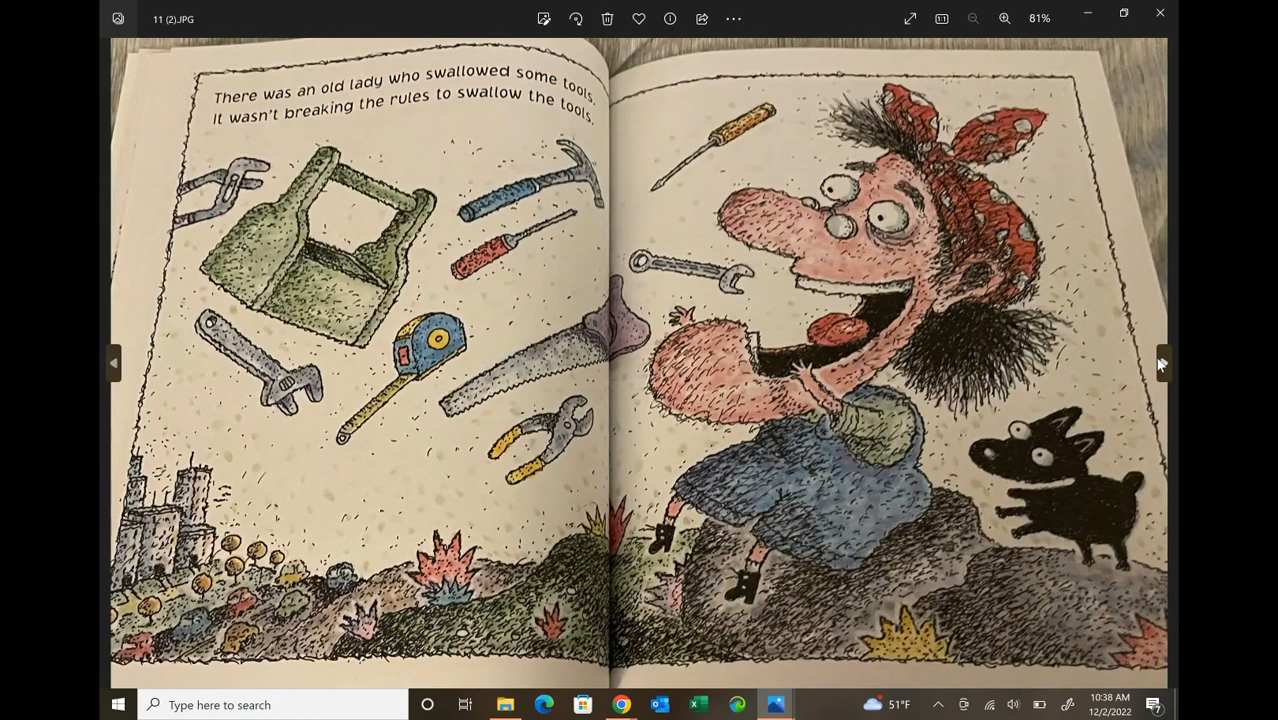 11 (2).JPG
81%
There was an old lady who swallowed some tools.
It wasn't breaking the rules to swallow the tools.
Type here to search
51°F
10:38 AM
12/2/2022
7